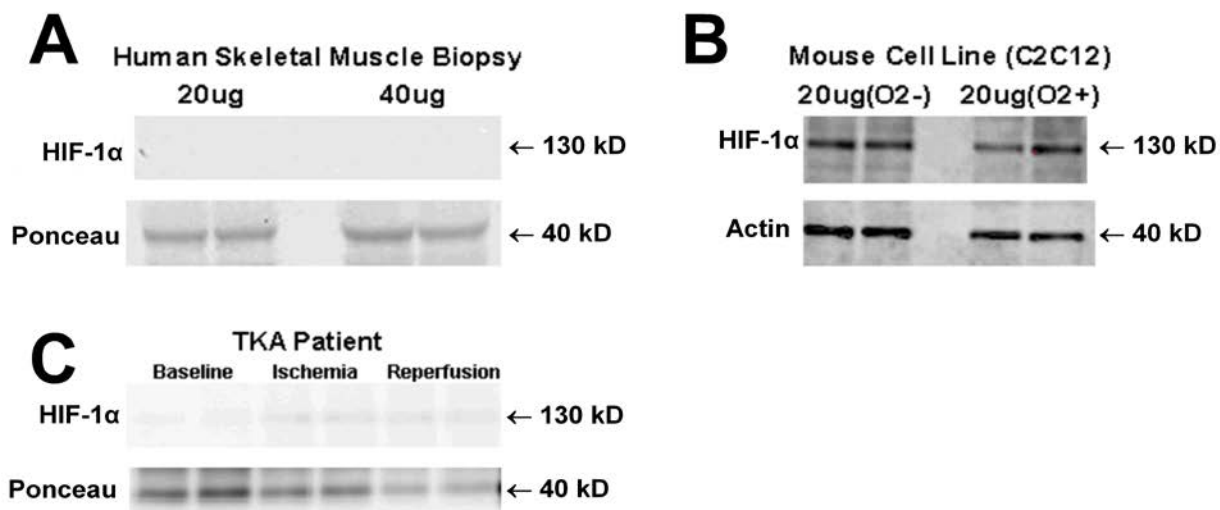 A
Human Skeletal Muscle Biopsy
20ug 40ug
HIF-1α ← 130 kD
Ponceau ← 40 kD
B
Mouse Cell Line (C2C12)
20ug(O2-) 20ug(O2+)
HIF-1α ← 130 kD
Actin ← 40 kD
C
TKA Patient
Baseline Ischemia Reperfusion
HIF-1α ← 130 kD
Ponceau ← 40 kD